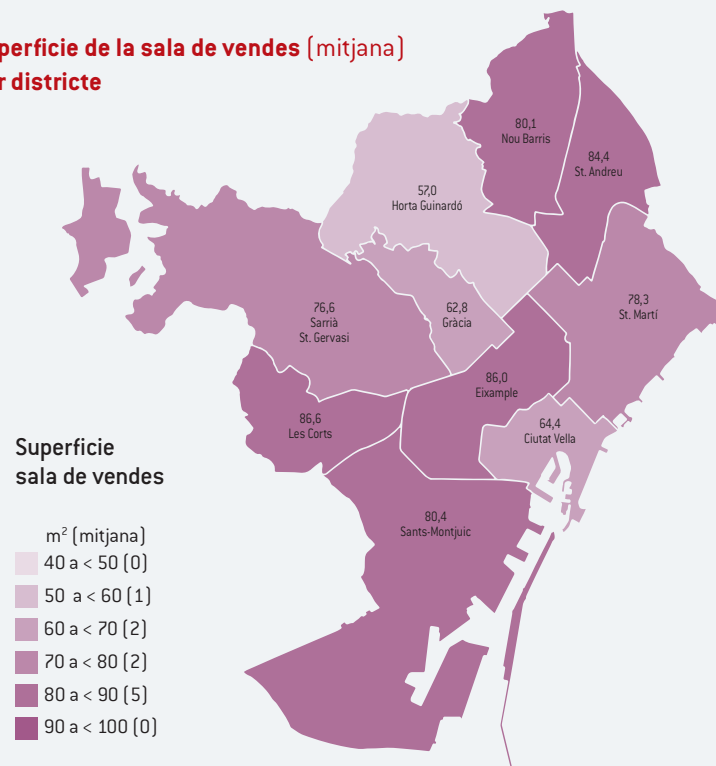 perficie de la sala de vendes (mitjana)
r districte
80,1
Nou Barris
84,4
St. Andreu
57,0
Horta Guinardó
76,6
Sarrià
St. Gervasi
62,8
Gràcia
78,3
St. Martí
86,0
Eixample
86,6
Les Corts
64,4
Ciutat Vella
80,4
Sants-Montjuic
Superficie
sala de vendes
m² (mitjana)
40 a < 50 (0)
50 a < 60 (1)
60 a < 70 (2)
70 a < 80 (2)
80 a < 90 (5)
90 a < 100 (0)